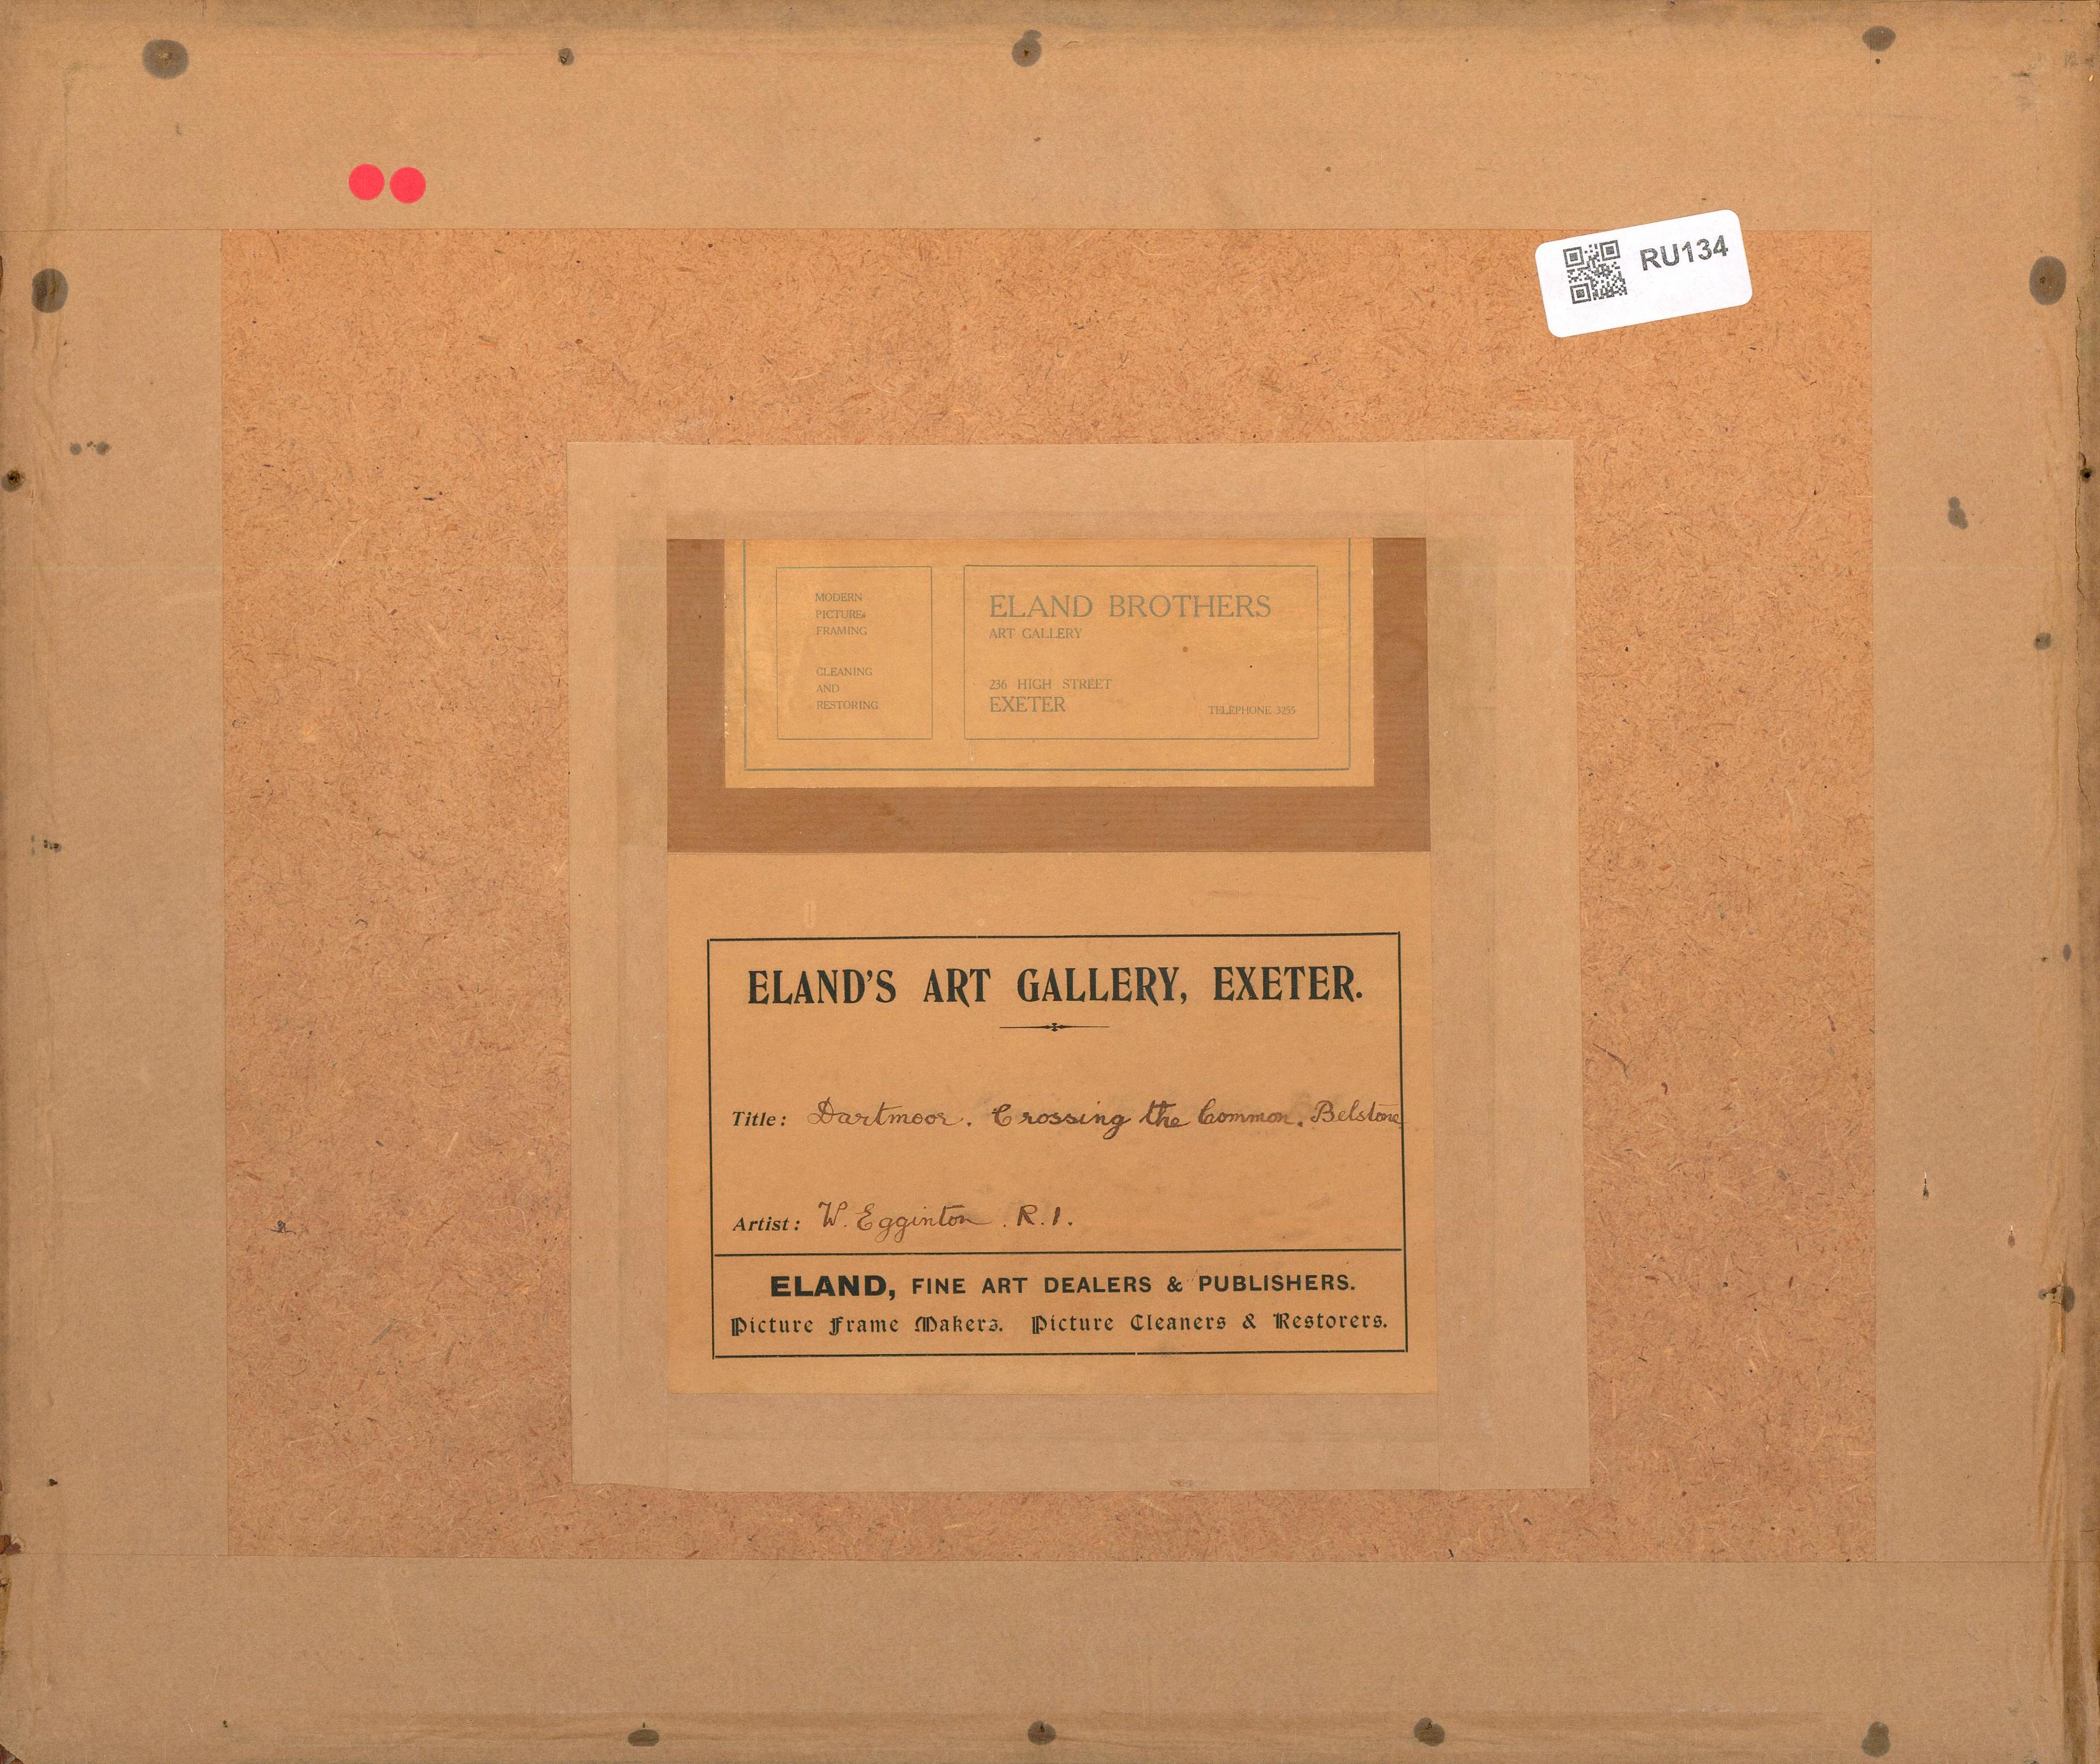 RU134
MODERN
PICTURE
FRAMING
CLEANING
AND
RESTORING
ELAND BROTHERS
ART GALLERY
236 HIGH STREET
EXETER
TELEPHONE 3255
ELAND'S ART GALLERY, EXETER.
Title: Dartmoor. Crossing the Common. Belstone
Artist: W. Egginton. R.I.
ELAND, FINE ART DEALERS & PUBLISHERS.
Picture Frame Makers. Picture Cleaners & Restorers.